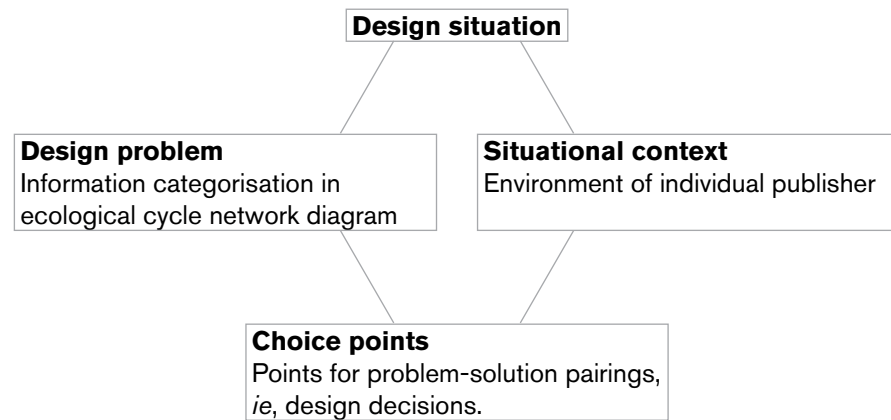 Design situation
Design problem
Information categorisation in
ecological cycle network diagram
Situational context
Environment of individual publisher
Choice points
Points for problem-solution pairings,
ie, design decisions.